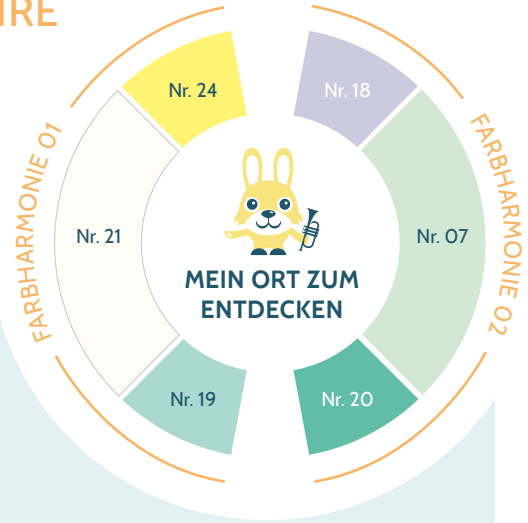 IRE
FARBHARMONIE 01
Nr. 24
Nr. 21
Nr. 19
MEIN ORT ZUM
ENTDECKEN
Nr. 18
Nr. 07
Nr. 20
FARBHARMONIE 02